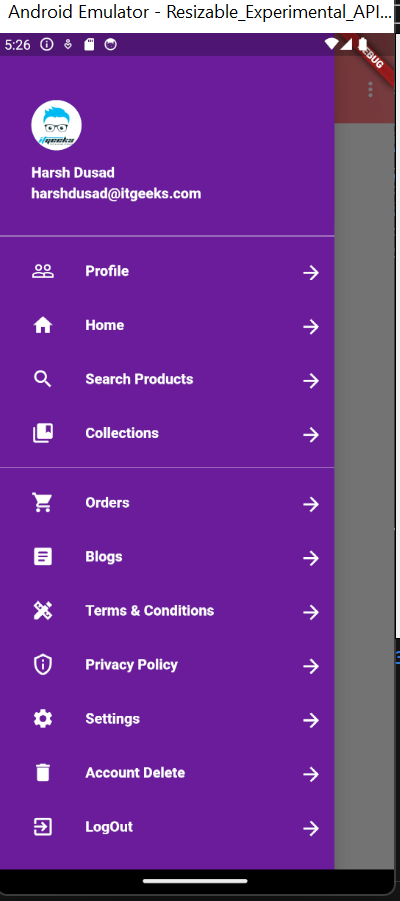 Android Emulator - Resizable_Experimental_API...
5:26
DEBUG
itgeeks
Harsh Dusad
harshdusad@itgeeks.com
Profile
Home
Search Products
Collections
Orders
Blogs
Terms & Conditions
Privacy Policy
Settings
Account Delete
LogOut